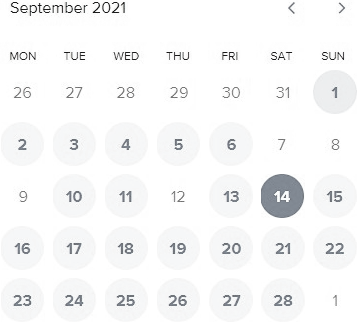 September 2021
MON TUE WED THU FRI SAT SUN
26 27 28 29 30 31 1
2 3 4 5 6 7 8
9 10 11 12 13 14 15
16 17 18 19 20 21 22
23 24 25 26 27 28 1